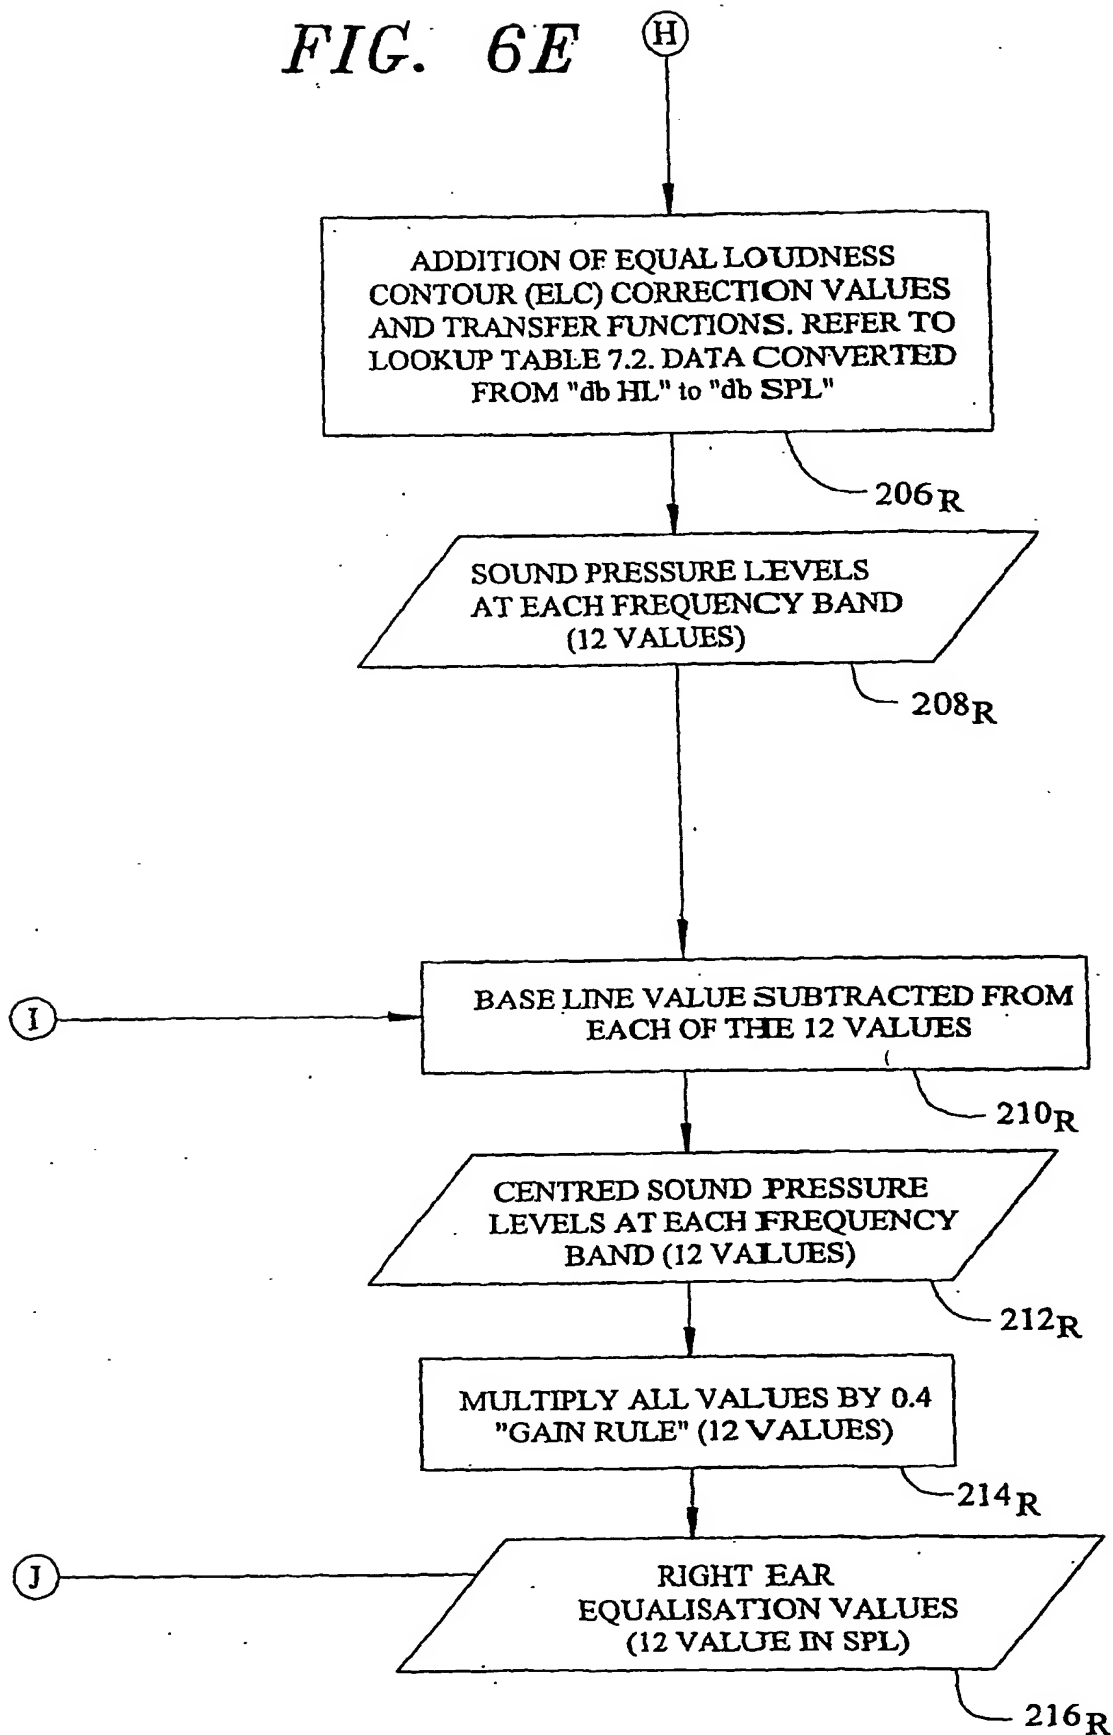 FIG. 6E
H
ADDITION OF EQUAL LOUDNESS
CONTOUR (ELC) CORRECTION VALUES
AND TRANSFER FUNCTIONS. REFER TO
LOOKUP TABLE 7.2. DATA CONVERTED
FROM "db HL" to "db SPL"
206R
SOUND PRESSURE LEVELS
AT EACH FREQUENCY BAND
(12 VALUES)
208R
I
BASE LINE VALUE SUBTRACTED FROM
EACH OF THE 12 VALUES
210R
CENTRED SOUND PRESSURE
LEVELS AT EACH FREQUENCY
BAND (12 VALUES)
212R
MULTIPLY ALL VALUES BY 0.4
"GAIN RULE" (12 VALUES)
214R
J
RIGHT EAR
EQUALISATION VALUES
(12 VALUE IN SPL)
216R